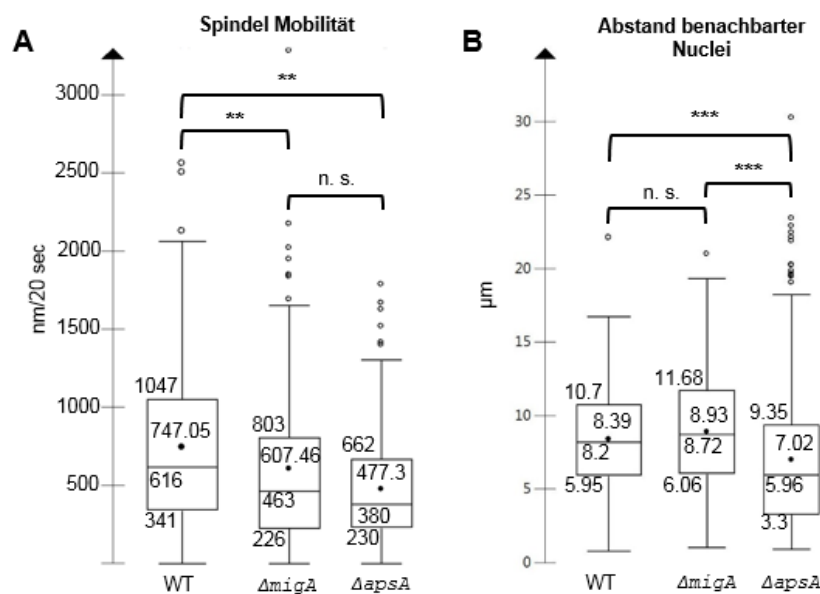 A
Spindel Mobilität
nm/20 sec
3000
2500
2000
1500
1000
500
**
**
n. s.
1047
747.05
616
341
803
607.46
463
226
662
477.3
380
230
WT
ΔmigA
ΔapsA
B
Abstand benachbarter
Nuclei
µm
30
25
20
15
10
5
0
***
***
n. s.
10.7
8.39
8.2
5.95
11.68
8.93
8.72
6.06
9.35
7.02
5.96
3.3
WT
ΔmigA
ΔapsA